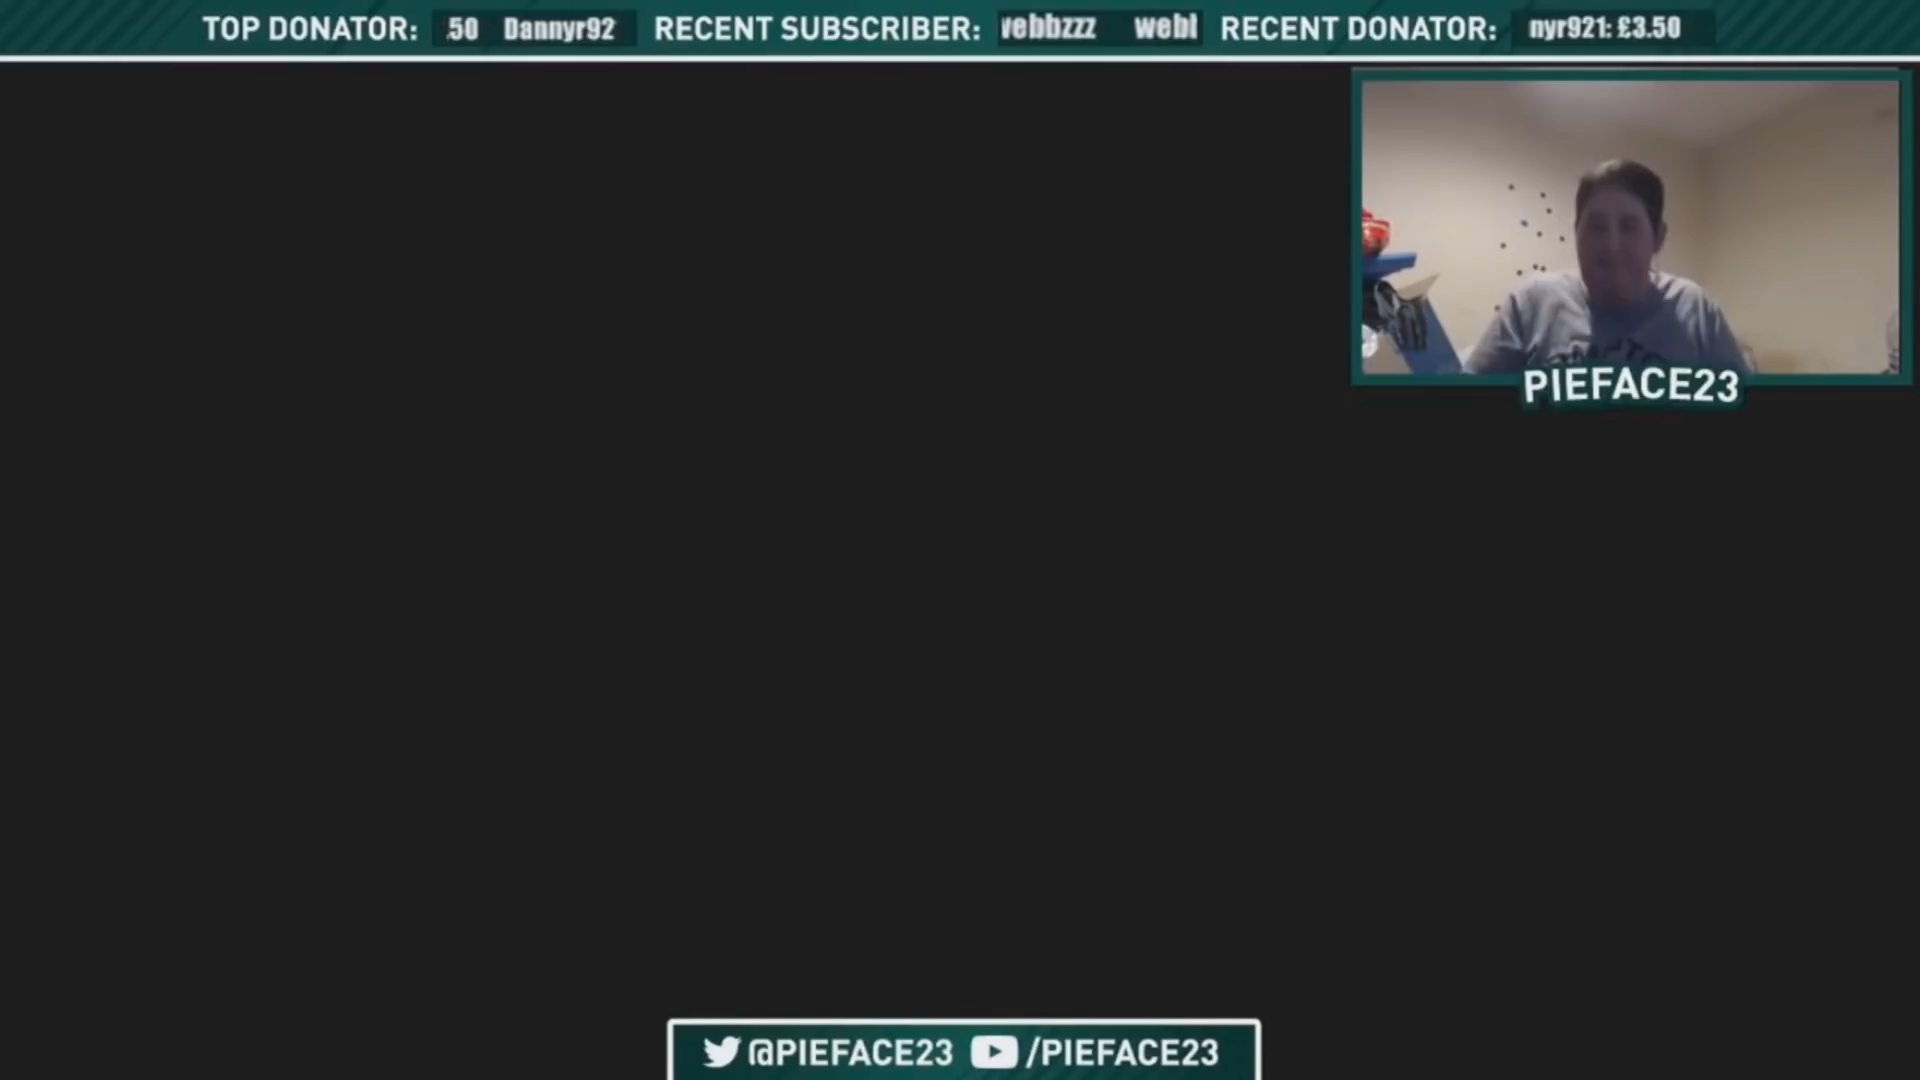 TOP DONATOR: .50 Dannyr92 RECENT SUBSCRIBER: vebbzzz webl RECENT DONATOR: nyr921: £3.50
PIEFACE23
@PIEFACE23 /PIEFACE23